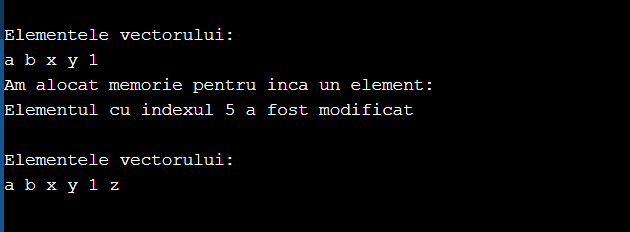 Elementele vectorului:
a b x y 1
Am alocat memorie pentru inca un element:
Elementul cu indexul 5 a fost modificat
Elementele vectorului:
a b x y 1 z